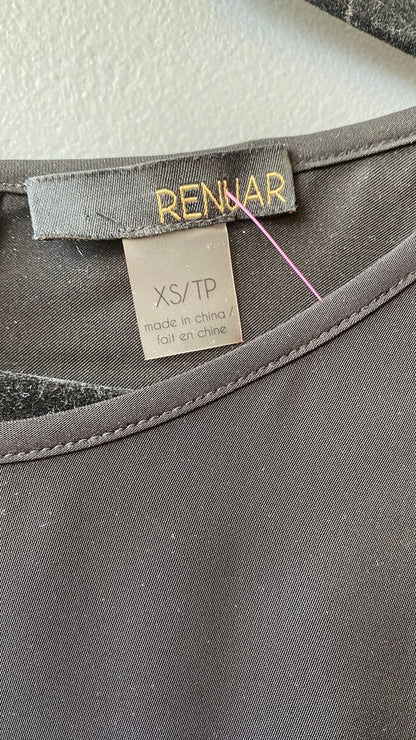 RENUAR
XS/TP
made in china /
fait en chine